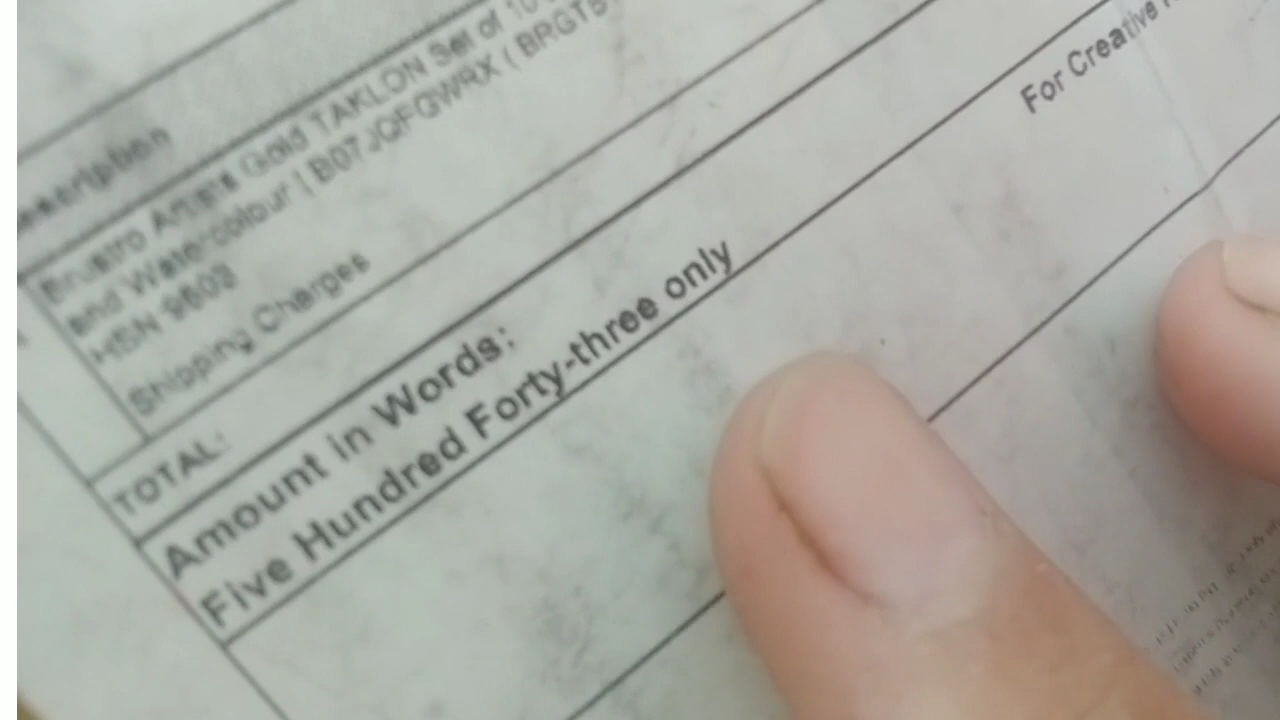 Description
Brustro Artists Gold TAKLON Set of 10
and Watercolour ( B07JQFGWRX ( BRGTB
HSN 9603
Shipping Charges
TOTAL:
Amount in Words:
Five Hundred Forty-three only
For Creative